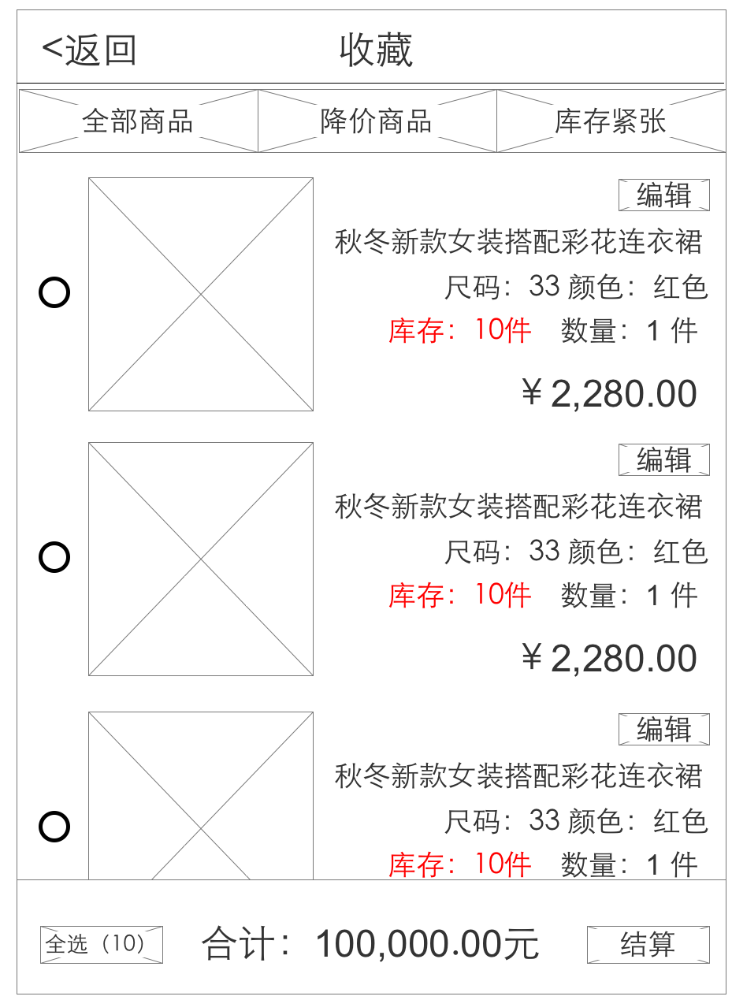 <返回 收藏
全部商品 降价商品 库存紧张
编辑
秋冬新款女装搭配彩花连衣裙
尺码：33 颜色：红色
库存：10件 数量：1 件
￥2,280.00
编辑
秋冬新款女装搭配彩花连衣裙
尺码：33 颜色：红色
库存：10件 数量：1 件
￥2,280.00
编辑
秋冬新款女装搭配彩花连衣裙
尺码：33 颜色：红色
库存：10件 数量：1 件
全选（10） 合计：100,000.00元 结算